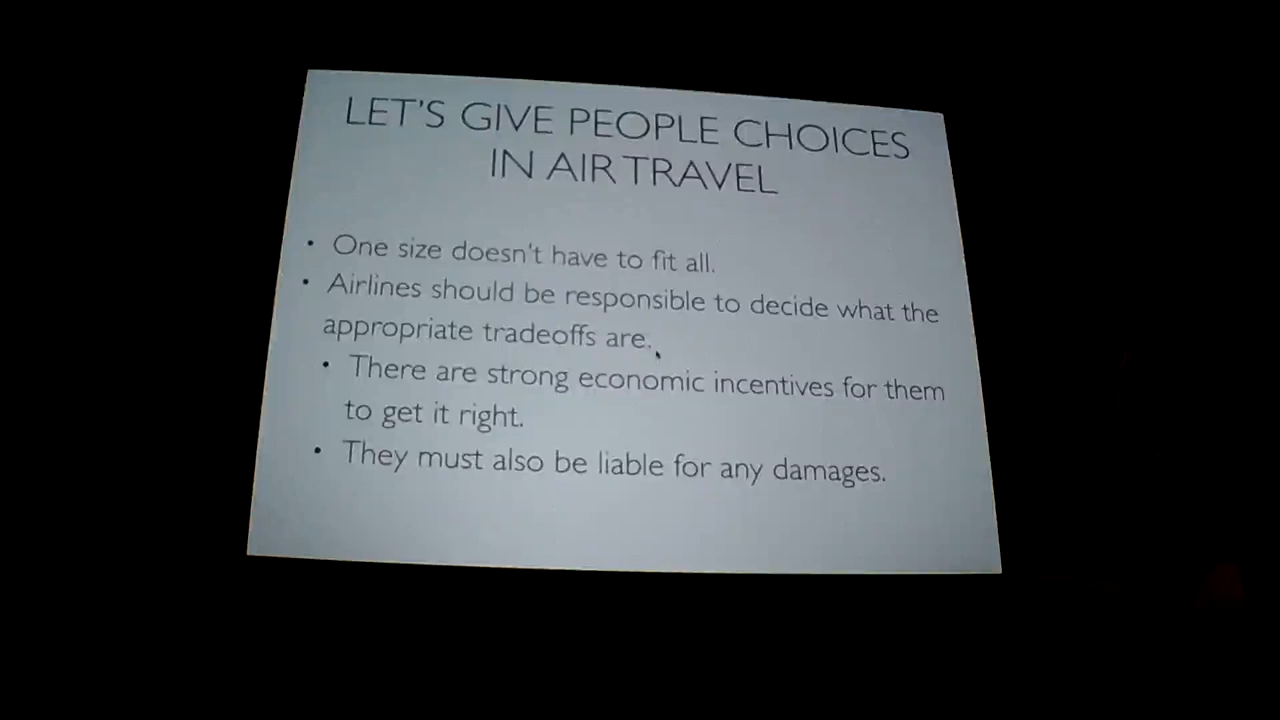 LET'S GIVE PEOPLE CHOICES
IN AIR TRAVEL
• One size doesn't have to fit all.
• Airlines should be responsible to decide what the
appropriate tradeoffs are.
• There are strong economic incentives for them
to get it right.
• They must also be liable for any damages.